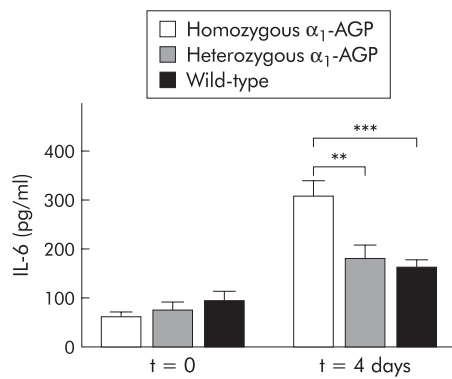 Homozygous α₁-AGP
Heterozygous α₁-AGP
Wild-type
IL-6 (pg/ml)
400
300
200
100
0
***
**
t = 0
t = 4 days